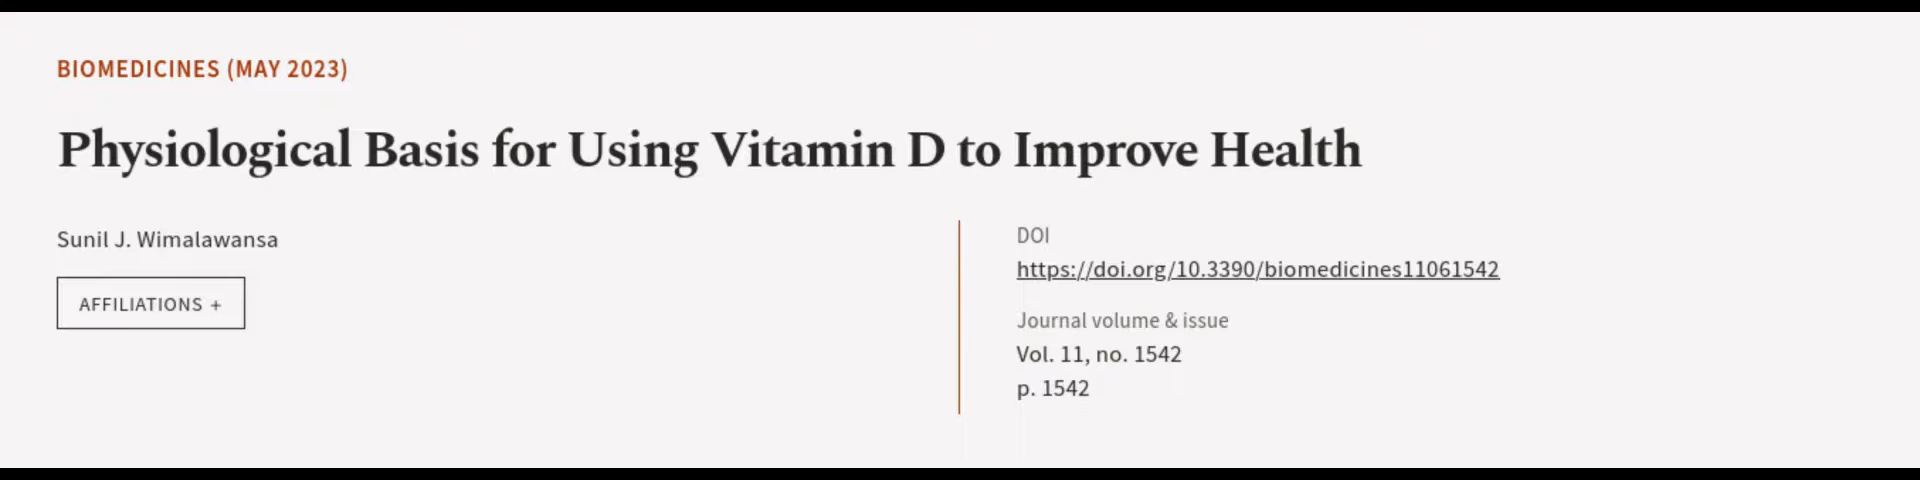 BIOMEDICINES (MAY 2023)
Physiological Basis for Using Vitamin D to Improve Health
Sunil J. Wimalawansa
AFFILIATIONS +
DOI
https://doi.org/10.3390/biomedicines11061542
Journal volume & issue
Vol. 11, no. 1542
p. 1542